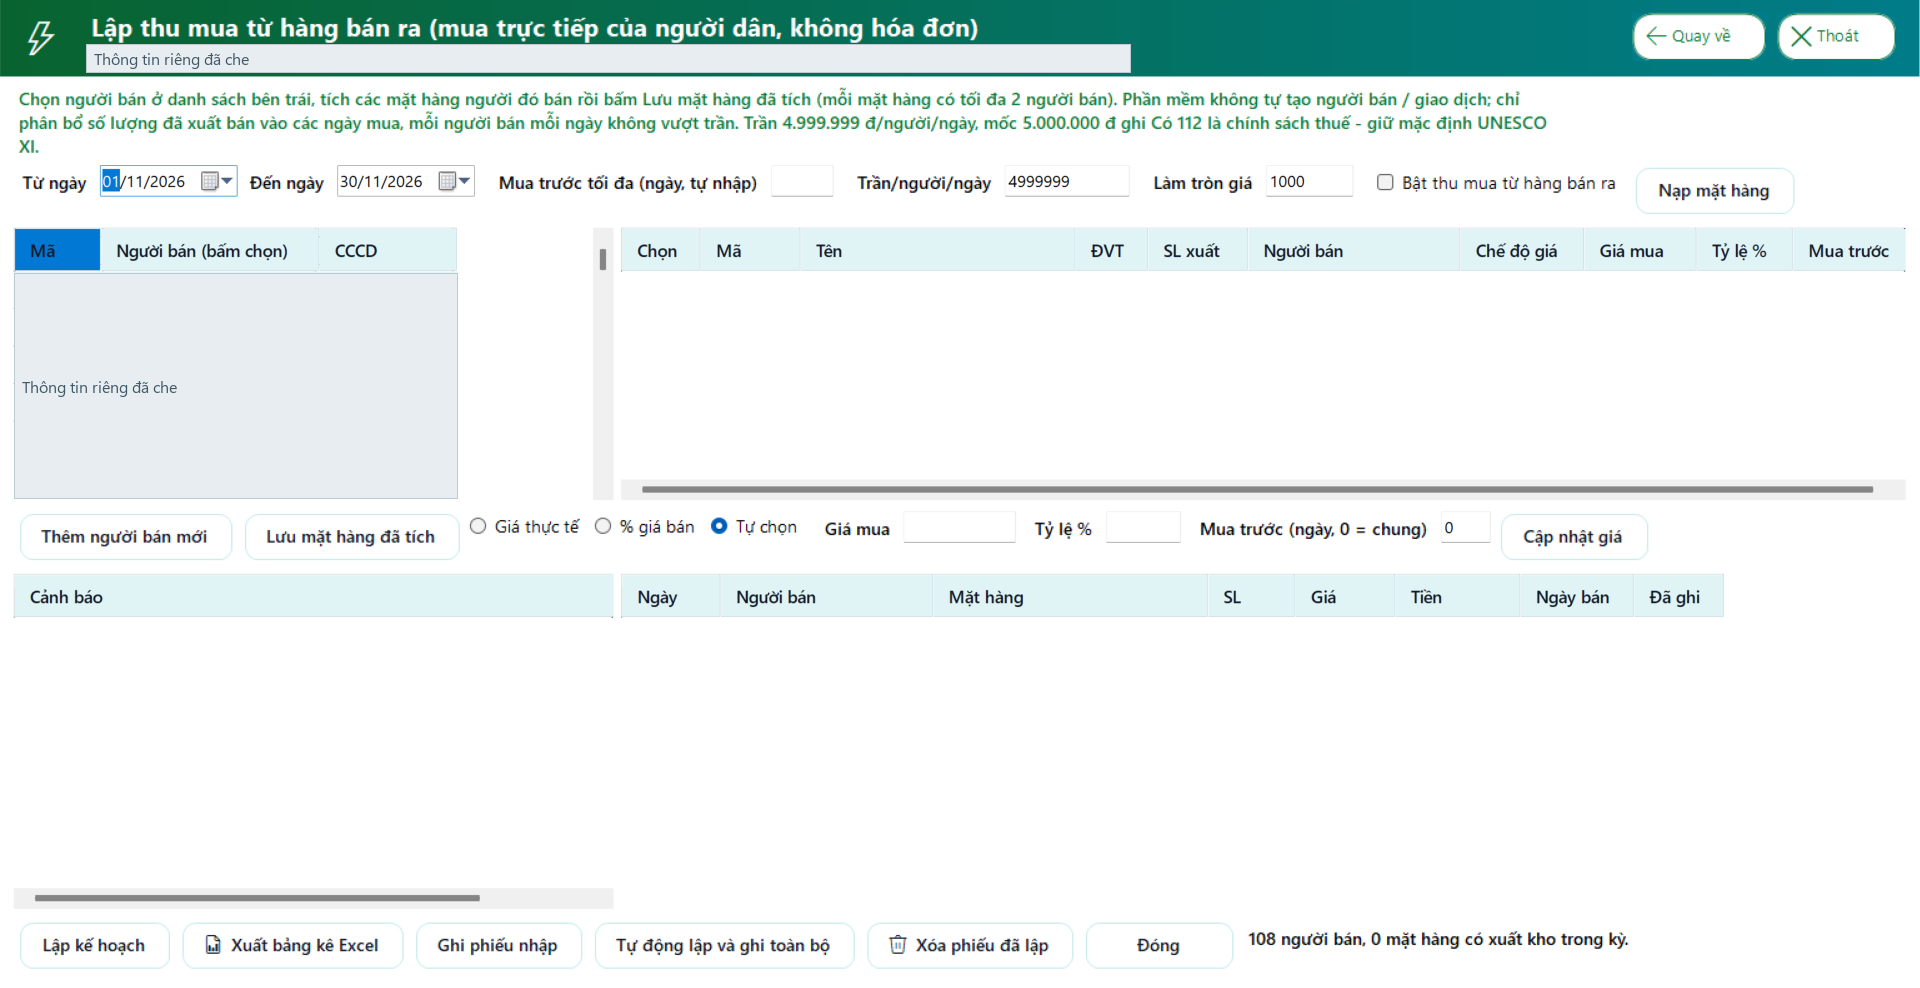 Lập thu mua từ hàng bán ra (mua trực tiếp của người dân, không hóa đơn)
Thông tin riêng đã che
Quay về
Thoát
Chọn người bán ở danh sách bên trái, tích các mặt hàng người đó bán rồi bấm Lưu mặt hàng đã tích (mỗi mặt hàng có tối đa 2 người bán). Phần mềm không tự tạo người bán / giao dịch; chỉ
phân bổ số lượng đã xuất bán vào các ngày mua, mỗi người bán mỗi ngày không vượt trần. Trần 4.999.999 đ/người/ngày, mốc 5.000.000 đ ghi Có 112 là chính sách thuế - giữ mặc định UNESCO
XI.
Từ ngày 01/11/2026 Đến ngày 30/11/2026 Mua trước tối đa (ngày, tự nhập) Trần/người/ngày 4999999 Làm tròn giá 1000 Bật thu mua từ hàng bán ra Nạp mặt hàng
Mã Người bán (bấm chọn) CCCD
Thông tin riêng đã che
Chọn Mã Tên ĐVT SL xuất Người bán Chế độ giá Giá mua Tỷ lệ % Mua trước
Thêm người bán mới Lưu mặt hàng đã tích Giá thực tế % giá bán Tự chọn Giá mua Tỷ lệ % Mua trước (ngày, 0 = chung) 0 Cập nhật giá
Cảnh báo
Ngày Người bán Mặt hàng SL Giá Tiền Ngày bán Đã ghi
Lập kế hoạch Xuất bảng kê Excel Ghi phiếu nhập Tự động lập và ghi toàn bộ Xóa phiếu đã lập Đóng 108 người bán, 0 mặt hàng có xuất kho trong kỳ.